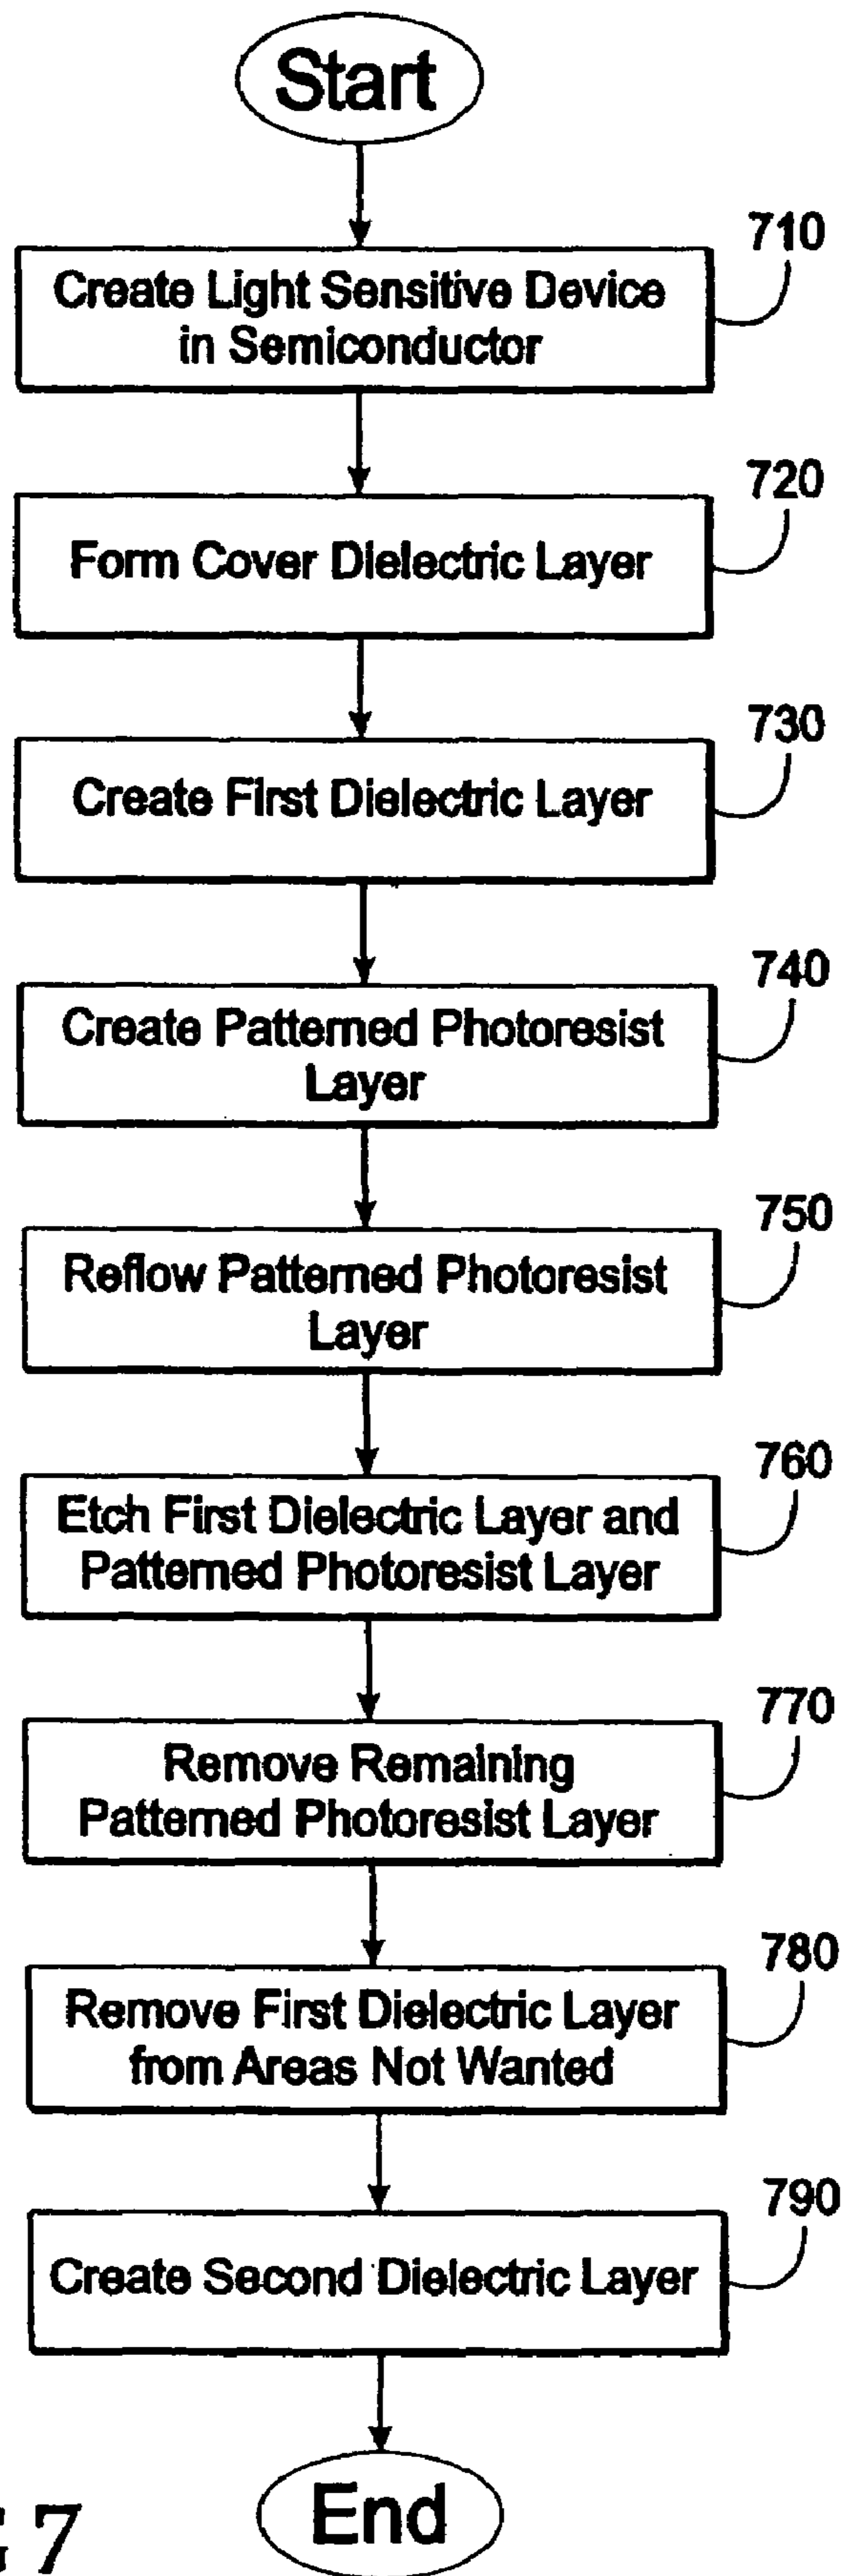 Start
710
Create Light Sensitive Device
in Semiconductor
720
Form Cover Dielectric Layer
730
Create First Dielectric Layer
740
Create Patterned Photoresist
Layer
750
Reflow Patterned Photoresist
Layer
760
Etch First Dielectric Layer and
Patterned Photoresist Layer
770
Remove Remaining
Patterned Photoresist Layer
780
Remove First Dielectric Layer
from Areas Not Wanted
790
Create Second Dielectric Layer
End
7